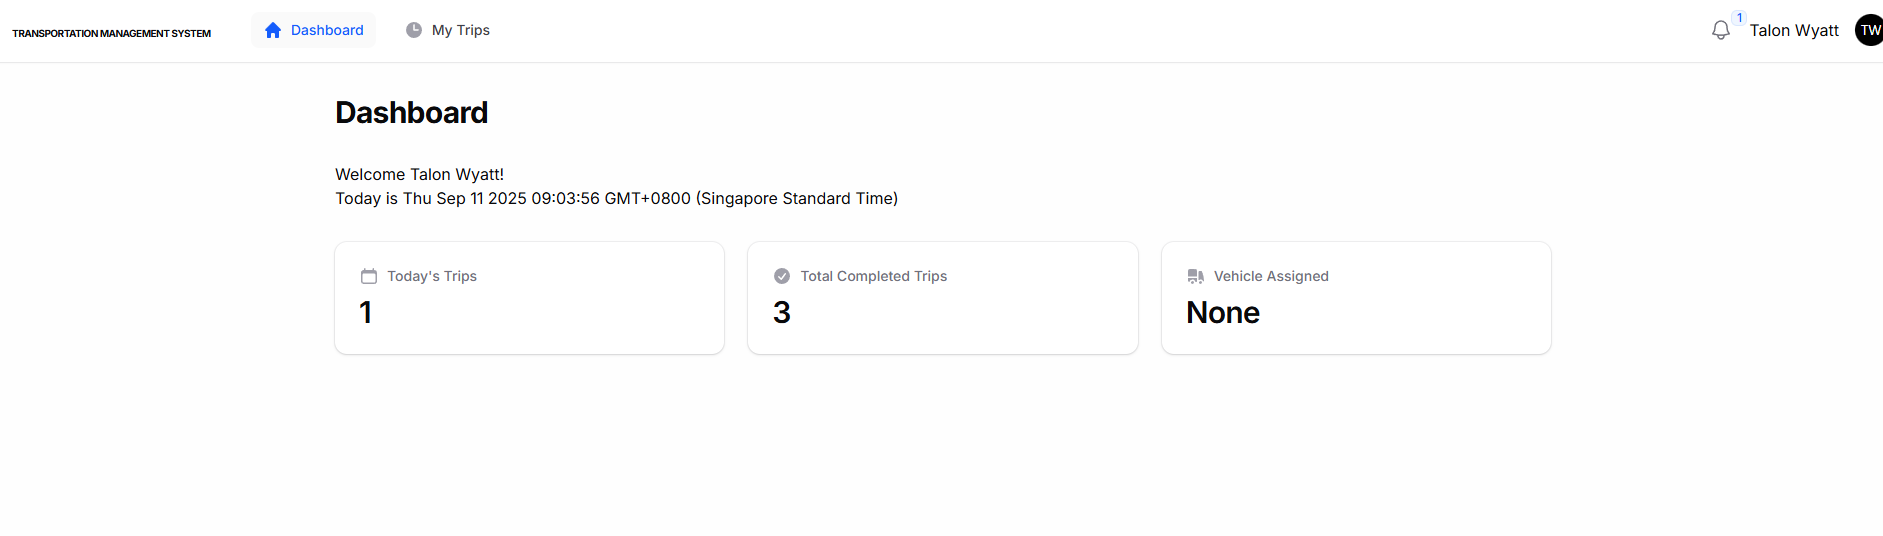 TRANSPORTATION MANAGEMENT SYSTEM
Dashboard
My Trips
1
Talon Wyatt
TW
Dashboard
Welcome Talon Wyatt!
Today is Thu Sep 11 2025 09:03:56 GMT+0800 (Singapore Standard Time)
Today's Trips
1
Total Completed Trips
3
Vehicle Assigned
None